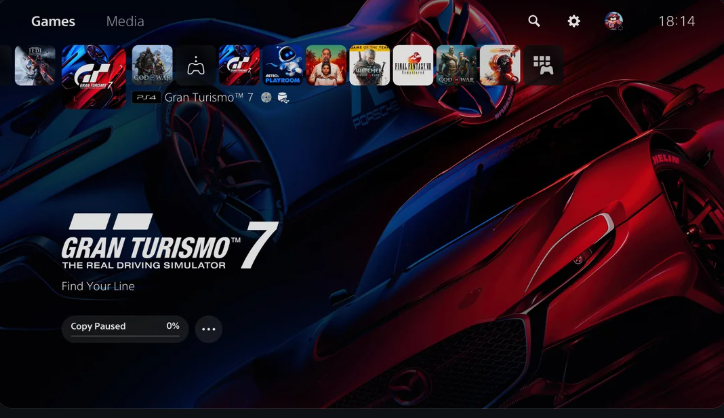 Games Media 18:14
PS4 Gran Turismo™ 7
PORSCHE
GRAN TURISMO™ 7
THE REAL DRIVING SIMULATOR
Find Your Line
Copy Paused 0%